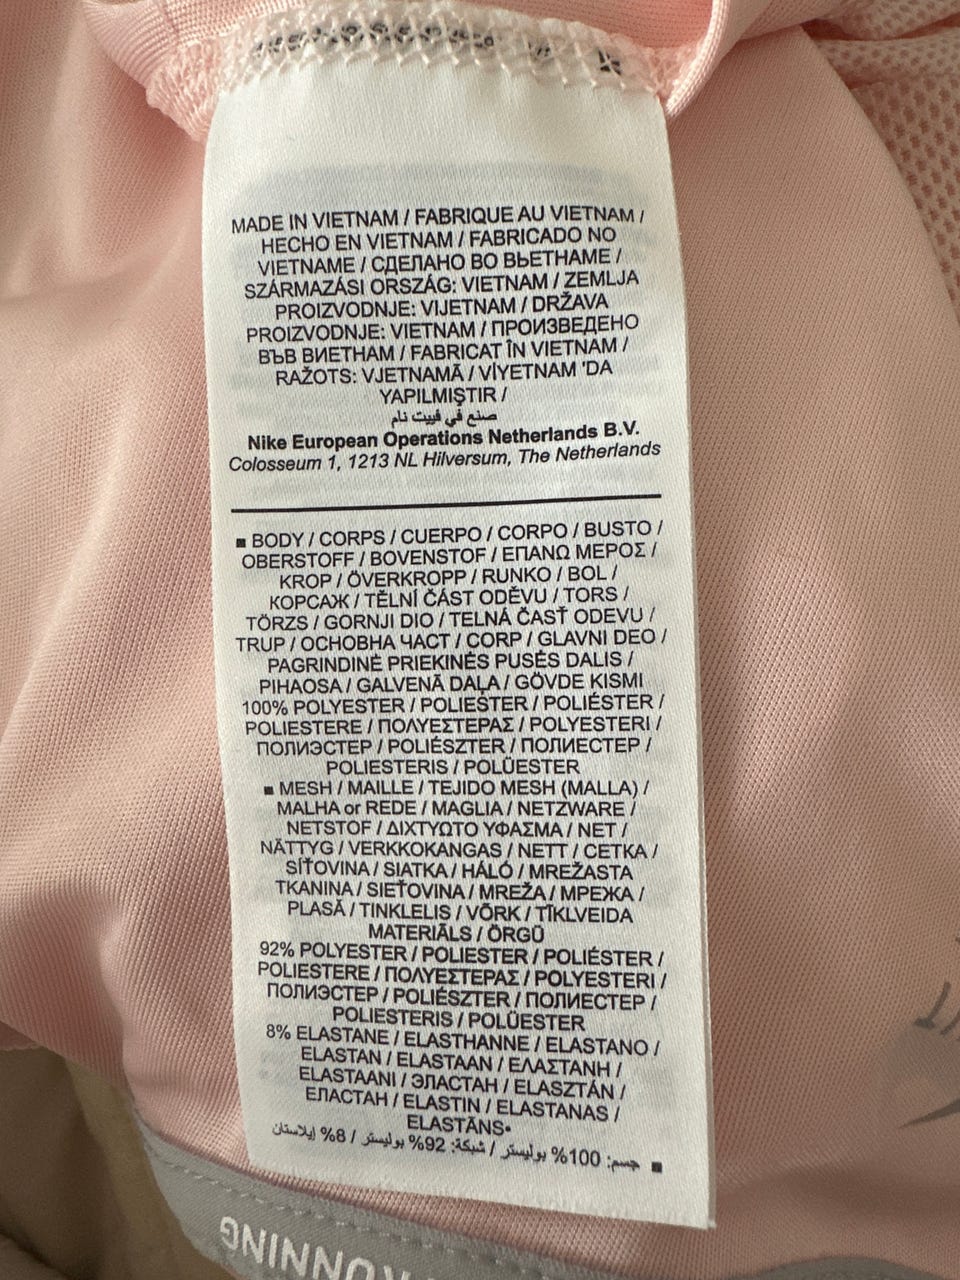 MADE IN VIETNAM / FABRIQUE AU VIETNAM /
HECHO EN VIETNAM / FABRICADO NO
VIETNAME / СДЕЛАНО ВО ВЬЕТНАМЕ /
SZÁRMAZÁSI ORSZÁG: VIETNAM / ZEMLJA
PROIZVODNJE: VIJETNAM / DRŽAVA
PROIZVODNJE: VIETNAM / ПРОИЗВЕДЕНО
ВЪВ ВИЕТНАМ / FABRICAT ÎN VIETNAM /
RAŽOTS: VJETNAMĀ / VİYETNAM 'DA
YAPILMIŞTIR /
صنع في فييت نام
Nike European Operations Netherlands B.V.
Colosseum 1, 1213 NL Hilversum, The Netherlands
■ BODY / CORPS / CUERPO / CORPO / BUSTO /
OBERSTOFF / BOVENSTOF / ΕΠΑΝΩ ΜΕΡΟΣ /
KROP / ÖVERKROPP / RUNKO / BOL /
КОРСАЖ / TĚLNÍ ČÁST ODĚVU / TORS /
TÖRZS / GORNJI DIO / TELNÁ ČASŤ ODEVU /
TRUP / ОСНОВНА ЧАСТ / CORP / GLAVNI DEO /
PAGRINDINĖ PRIEKINĖS PUSĖS DALIS /
PIHAOSA / GALVENĀ DAĻA / GÖVDE KISMI
100% POLYESTER / POLIESTER / POLIÉSTER /
POLIESTERE / ΠΟΛΥΕΣΤΕΡΑΣ / POLYESTERI /
ПОЛИЭСТЕР / POLIÉSZTER / ПОЛИЕСТЕР /
POLIESTERIS / POLÜESTER
■ MESH / MAILLE / TEJIDO MESH (MALLA) /
MALHA or REDE / MAGLIA / NETZWARE /
NETSTOF / ΔΙΧΤΥΩΤΟ ΥΦΑΣΜΑ / NET /
NÄTTYG / VERKKOKANGAS / NETT / СЕТКА /
SÍŤOVINA / SIATKA / HÁLÓ / MREŽASTA
TKANINA / SIEŤOVINA / MREŽA / МРЕЖА /
PLASĂ / TINKLELIS / VÕRK / TĪKLVEIDA
MATERIĀLS / ÖRGÜ
92% POLYESTER / POLIESTER / POLIÉSTER /
POLIESTERE / ΠΟΛΥΕΣΤΕΡΑΣ / POLYESTERI /
ПОЛИЭСТЕР / POLIÉSZTER / ПОЛИЕСТЕР /
POLIESTERIS / POLÜESTER
8% ELASTANE / ELASTHANNE / ELASTANO /
ELASTAN / ELASTAAN / ΕΛΑΣΤΑΝΗ /
ELASTAANI / ЭЛАСТАН / ELASZTÁN /
ЕЛАСТАН / ELASTIN / ELASTANAS /
ELASTĀNS•
■ جسم: 100% بوليستر / شبكة: 92% بوليستر / 8% إيلاستان
RUNNING